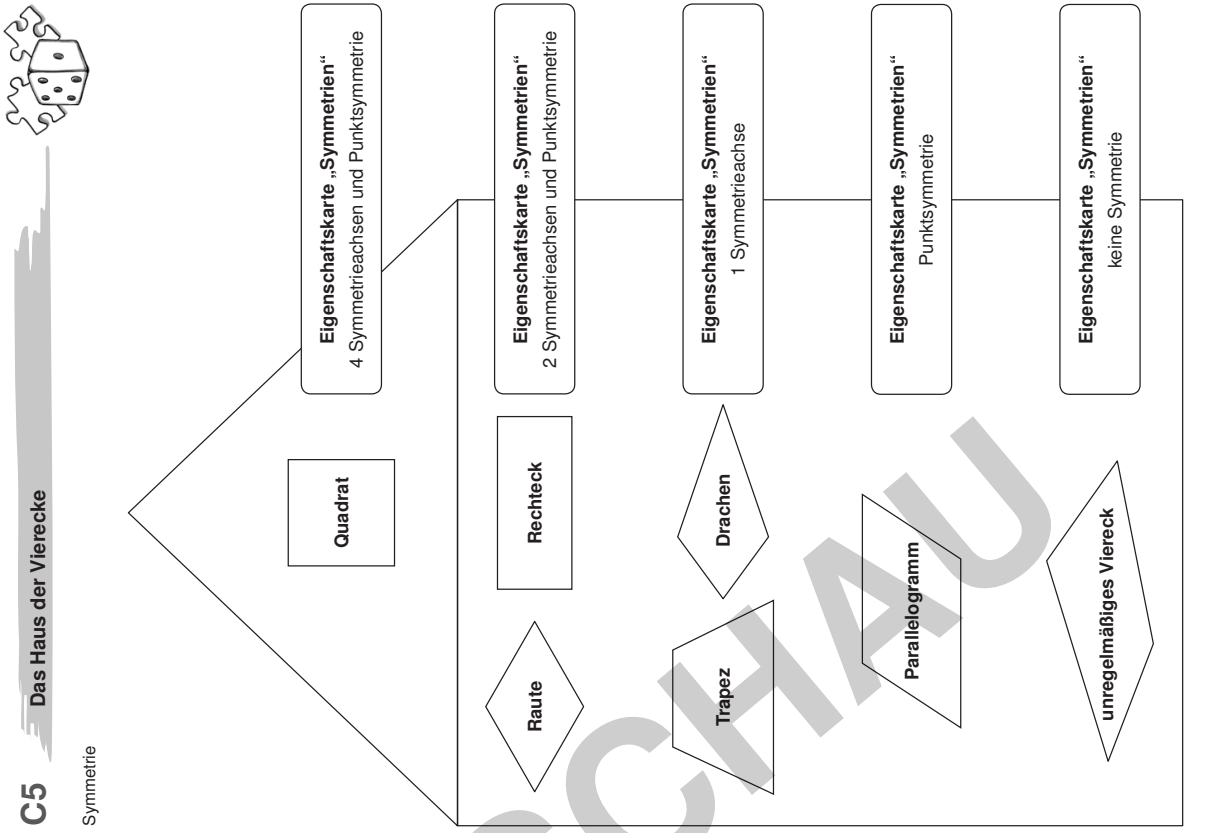 C5 Das Haus der Vierecke
Symmetrie
Quadrat
Eigenschaftskarte „Symmetrien“
4 Symmetrieachsen und Punktsymmetrie
Raute
Rechteck
Eigenschaftskarte „Symmetrien“
2 Symmetrieachsen und Punktsymmetrie
Trapez
Drachen
Eigenschaftskarte „Symmetrien“
1 Symmetrieachse
Parallelogramm
Eigenschaftskarte „Symmetrien“
Punktsymmetrie
unregelmäßiges Viereck
Eigenschaftskarte „Symmetrien“
keine Symmetrie
SCHAU